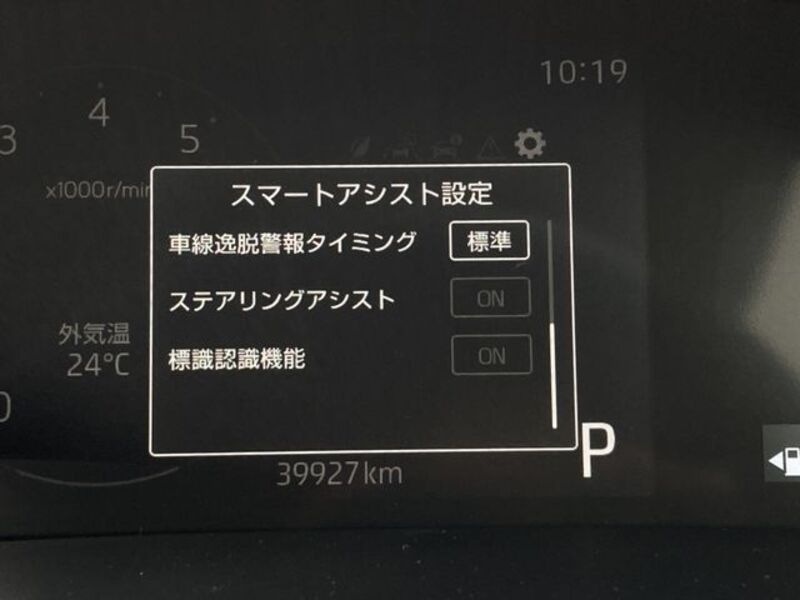 10:19
3
4
5
x1000r/min
スマートアシスト設定
車線逸脱警報タイミング 標準
ステアリングアシスト ON
標識認識機能 ON
外気温
24°C
0
39927km
P